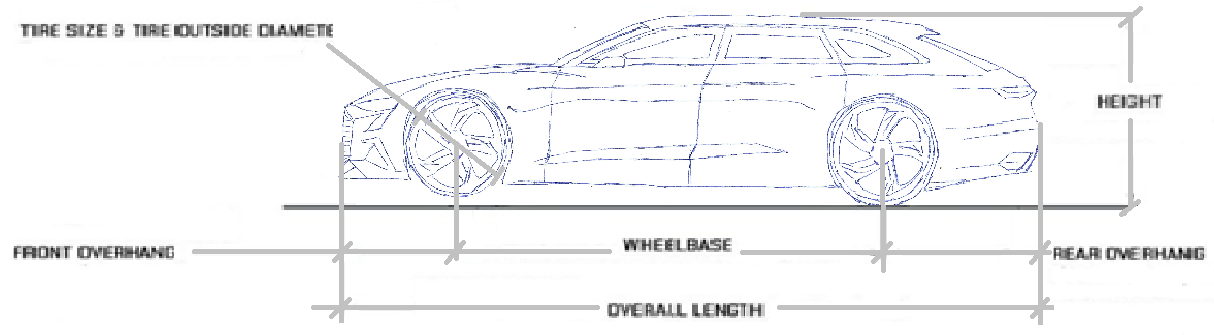 TIRE SIZE & TIRE OUTSIDE DIAMETE
HEIGHT
FRONT OVERHANG
WHEELBASE
REAR OVERHANG
OVERALL LENGTH